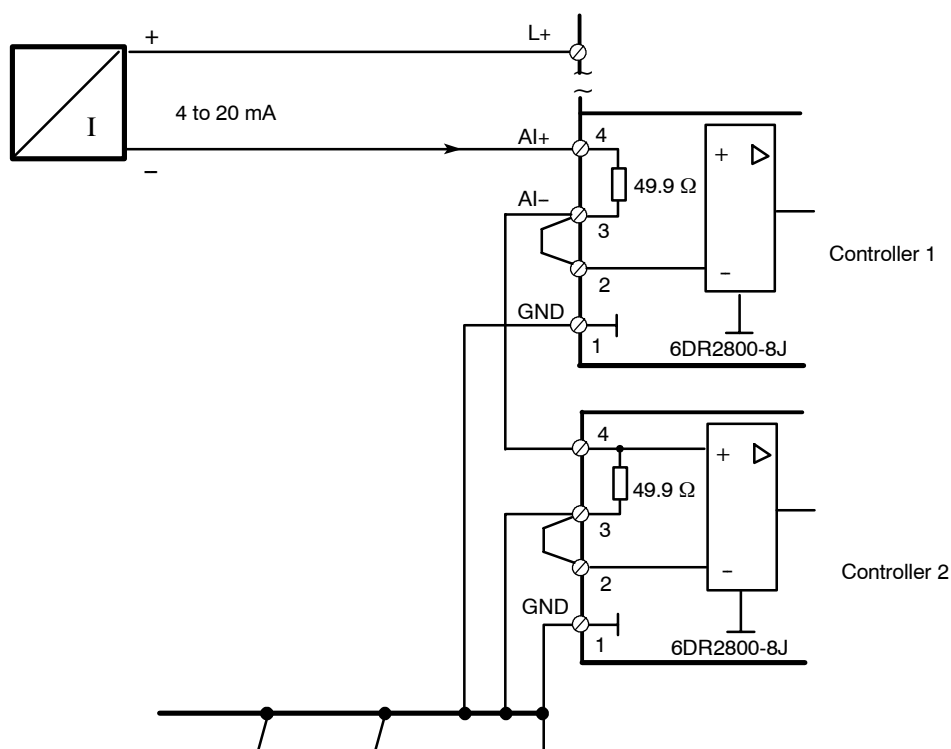 +
L+
I
4 to 20 mA
−
AI+
4
49.9 Ω
+
AI−
3
Controller 1
2
−
GND
1
6DR2800-8J
4
+
49.9 Ω
3
2
−
Controller 2
GND
1
6DR2800-8J